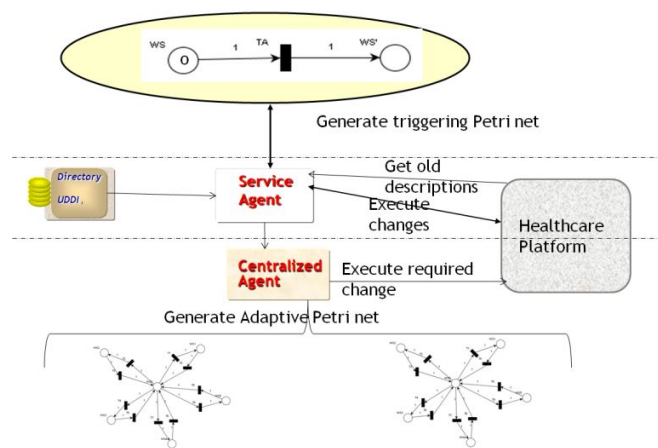 WS
O
1
TA
1
WS'
Generate triggering Petri net
Directory
UDDI
Service
Agent
Get old
descriptions
Execute
changes
Healthcare
Platform
Centralized
Agent
Execute required
change
Generate Adaptive Petri net